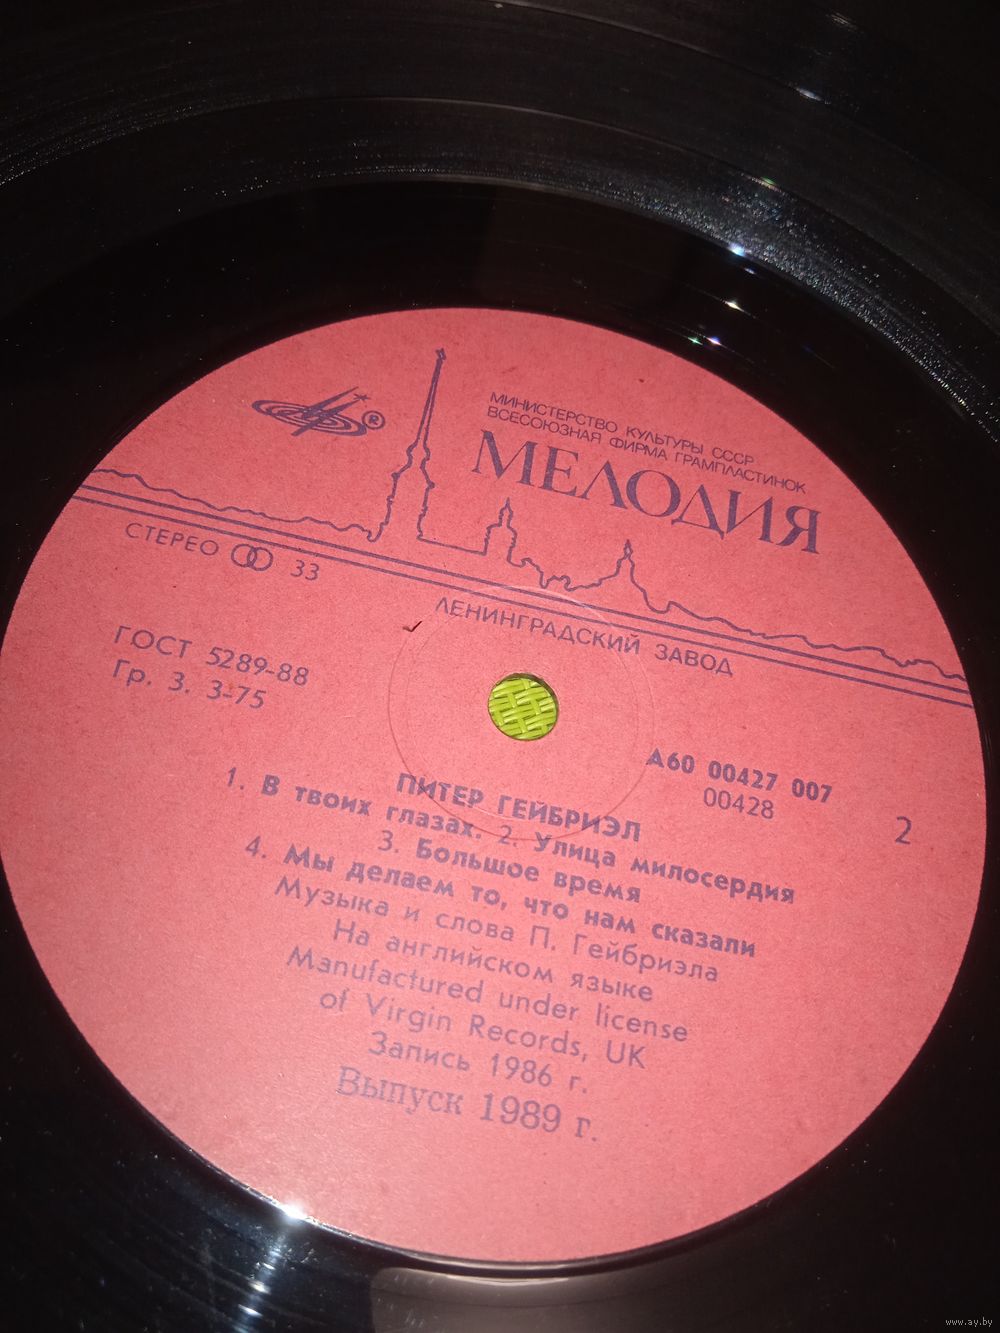 ®
МИНИСТЕРСТВО КУЛЬТУРЫ СССР
ВСЕСОЮЗНАЯ ФИРМА ГРАМПЛАСТИНОК
МЕЛОДИЯ
СТЕРЕО 33
ЛЕНИНГРАДСКИЙ ЗАВОД
ГОСТ 5289-88
Гр. 3. 3-75
А60 00427 007
00428
2
ПИТЕР ГЕЙБРИЭЛ
1. В твоих глазах. 2. Улица милосердия
3. Большое время
4. Мы делаем то, что нам сказали
Музыка и слова П. Гейбриэла
На английском языке
Manufactured under license
of Virgin Records, UK
Запись 1986 г.
Выпуск 1989 г.
www.ay.by